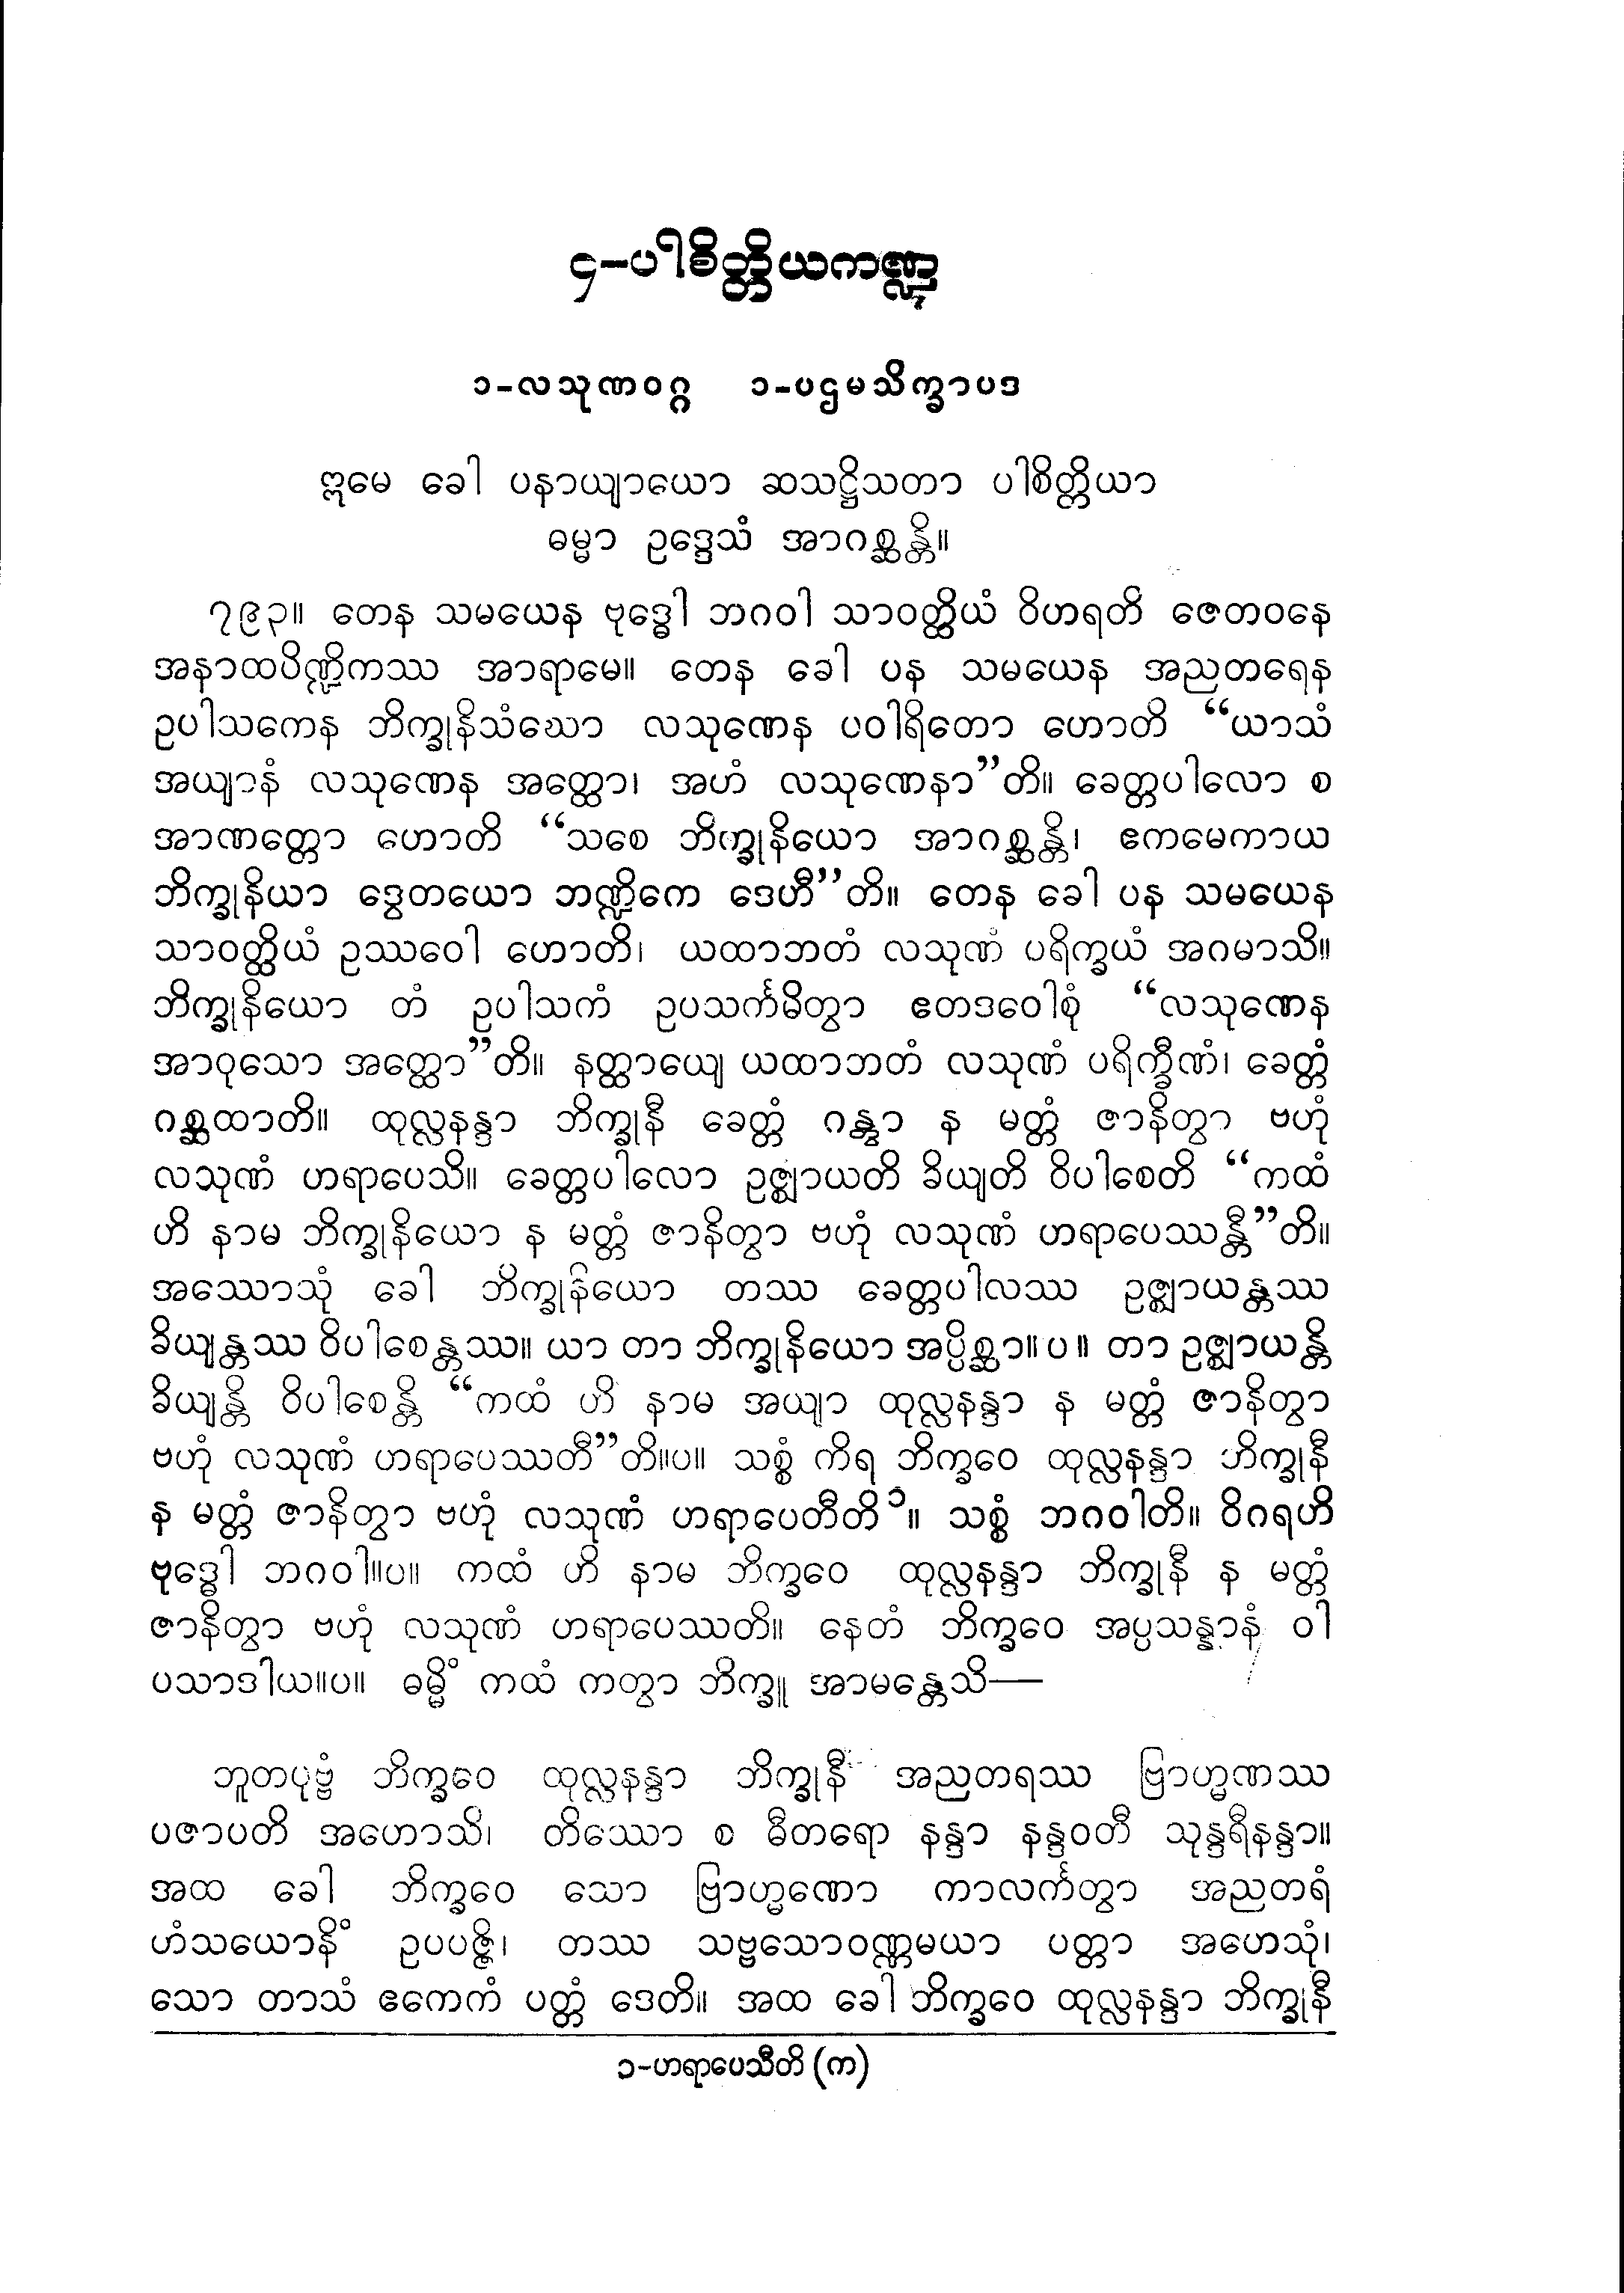 ၄-ပါစိတ္တိယကဏ္ဍ
၁-လသုဏဝဂ္ဂ ၁-ပဌမသိက္ခာပဒ
ဣမေ ခေါ ပနာယျာယော ဆသဋ္ဌိသတာ ပါစိတ္တိယာ
ဓမ္မာ ဥဒ္ဒေသံ အာဂစ္ဆန္တိ။
၇၉၃။ တေန သမယေန ဗုဒ္ဓေါ ဘဂဝါ သာဝတ္ထိယံ ဝိဟရတိ ဇေတဝနေ
အနာထပိဏ္ဍိကဿ အာရာမေ။ တေန ခေါ ပန သမယေန အညတရေန
ဥပါသကေန ဘိက္ခုနိသံဃော လသုဏေန ပဝါရိတော ဟောတိ “ယာသံ
အယျာနံ လသုဏေန အတ္ထော၊ အဟံ လသုဏေနာ”တိ။ ခေတ္တပါလော စ
အာဏတ္တော ဟောတိ “သစေ ဘိက္ခုနိယော အာဂစ္ဆန္တိ၊ ဧကမေကာယ
ဘိက္ခုနိယာ ဒွေတယော ဘဏ္ဍိကေ ဒေဟီ”တိ။ တေန ခေါ ပန သမယေန
သာဝတ္ထိယံ ဥဿဝေါ ဟောတိ၊ ယထာဘတံ လသုဏံ ပရိက္ခယံ အဂမာသိ။
ဘိက္ခုနိယော တံ ဥပါသကံ ဥပသင်္ကမိတွာ ဧတဒဝေါစုံ “လသုဏေန
အာဝုသော အတ္ထော”တိ။ နတ္ထာယျေ ယထာဘတံ လသုဏံ ပရိက္ခီဏံ၊ ခေတ္တံ
ဂစ္ဆထာတိ။ ထုလ္လနန္ဒာ ဘိက္ခုနီ ခေတ္တံ ဂန္တွာ န မတ္တံ ဇာနိတွာ ဗဟုံ
လသုဏံ ဟရာပေသိ။ ခေတ္တပါလော ဥဇ္ဈာယတိ ခိယျတိ ဝိပါစေတိ “ကထံ
ဟိ နာမ ဘိက္ခုနိယော န မတ္တံ ဇာနိတွာ ဗဟုံ လသုဏံ ဟရာပေဿန္တီ”တိ။
အဿောသုံ ခေါ ဘိက္ခုနိယော တဿ ခေတ္တပါလဿ ဥဇ္ဈာယန္တဿ
ခိယျန္တဿ ဝိပါစေန္တဿ။ ယာ တာ ဘိက္ခုနိယော အပ္ပိစ္ဆာ။ပ။ တာ ဥဇ္ဈာယန္တိ
ခိယျန္တိ ဝိပါစေန္တိ “ကထံ ဟိ နာမ အယျာ ထုလ္လနန္ဒာ န မတ္တံ ဇာနိတွာ
ဗဟုံ လသုဏံ ဟရာပေဿတီ”တိ။ပ။ သစ္စံ ကိရ ဘိက္ခဝေ ထုလ္လနန္ဒာ ဘိက္ခုနီ
န မတ္တံ ဇာနိတွာ ဗဟုံ လသုဏံ ဟရာပေတီတိ ၁။ သစ္စံ ဘဂဝါတိ။ ဝိဂရဟိ
ဗုဒ္ဓေါ ဘဂဝါ။ပ။ ကထံ ဟိ နာမ ဘိက္ခဝေ ထုလ္လနန္ဒာ ဘိက္ခုနီ န မတ္တံ
ဇာနိတွာ ဗဟုံ လသုဏံ ဟရာပေဿတိ။ နေတံ ဘိက္ခဝေ အပ္ပသန္နာနံ ဝါ
ပသာဒါယ။ပ။ ဓမ္မိံ ကထံ ကတွာ ဘိက္ခူ အာမန္တေသိ—
ဘူတပုဗ္ဗံ ဘိက္ခဝေ ထုလ္လနန္ဒာ ဘိက္ခုနီ အညတရဿ ဗြာဟ္မဏဿ
ပဇာပတိ အဟောသိ၊ တိဿော စ ဓီတရော နန္ဒာ နန္ဒဝတီ သုန္ဒရီနန္ဒာ။
အထ ခေါ ဘိက္ခဝေ သော ဗြာဟ္မဏော ကာလင်္ကတွာ အညတရံ
ဟံသယောနိံ ဥပပဇ္ဇိ၊ တဿ သဗ္ဗသောဝဏ္ဏမယာ ပတ္တာ အဟေသုံ၊
သော တာသံ ဧကေကံ ပတ္တံ ဒေတိ။ အထ ခေါ ဘိက္ခဝေ ထုလ္လနန္ဒာ ဘိက္ခုနီ
၁-ဟရာပေသီတိ (က)